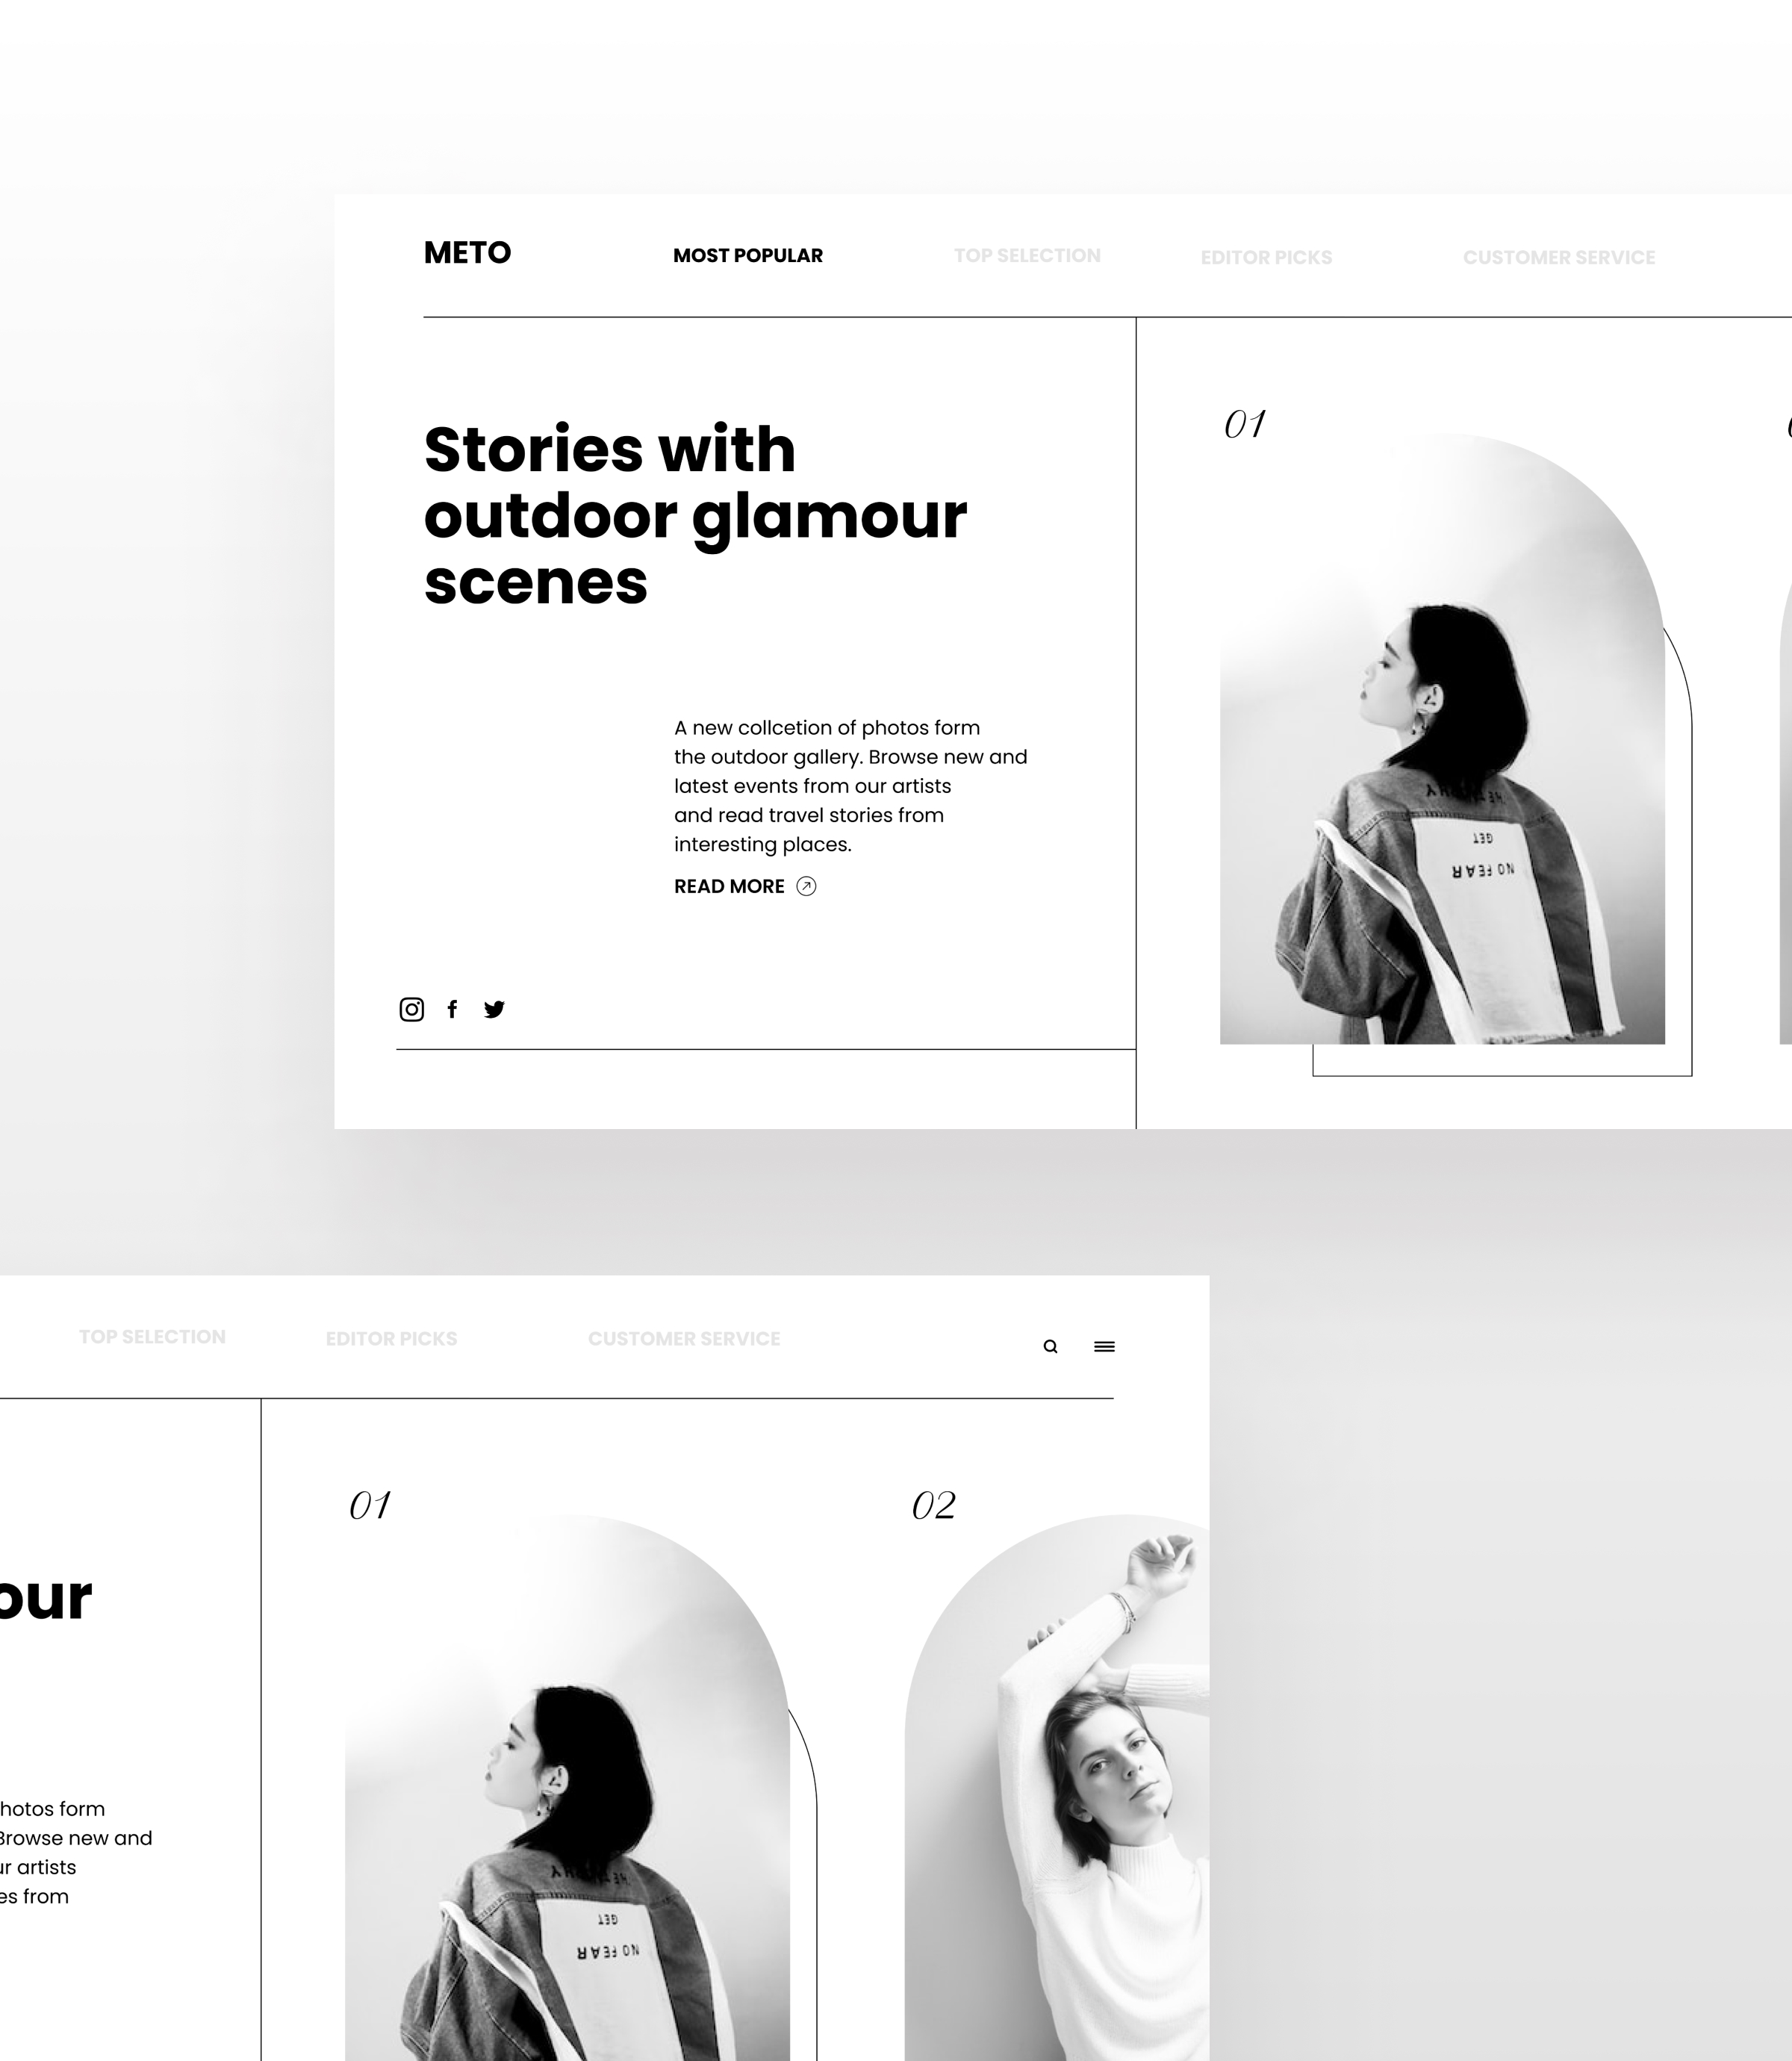 METO
MOST POPULAR
TOP SELECTION
EDITOR PICKS
CUSTOMER SERVICE
Stories with
outdoor glamour
scenes
A new collcetion of photos form
the outdoor gallery. Browse new and
latest events from our artists
and read travel stories from
interesting places.
READ MORE
01
GET
NO FEAR
TOP SELECTION
EDITOR PICKS
CUSTOMER SERVICE
our
hotos form
Browse new and
ur artists
es from
01
GET
NO FEAR
02